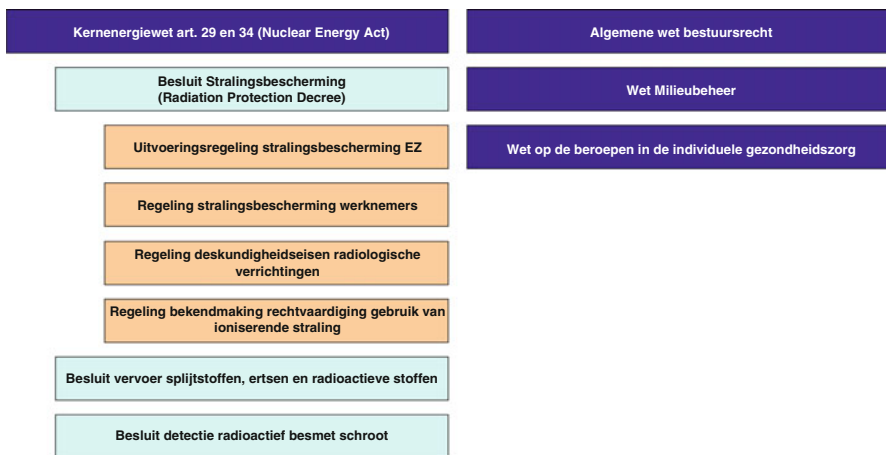 Kernenergiewet art. 29 en 34 (Nuclear Energy Act)
Besluit Stralingsbescherming
(Radiation Protection Decree)
Uitvoeringsregeling stralingsbescherming EZ
Regeling stralingsbescherming werknemers
Regeling deskundigheidseisen radiologische
verrichtingen
Regeling bekendmaking rechtvaardiging gebruik van
ioniserende straling
Besluit vervoer splijtstoffen, ertsen en radioactieve stoffen
Besluit detectie radioactief besmet schroot
Algemene wet bestuursrecht
Wet Milieubeheer
Wet op de beroepen in de individuele gezondheidszorg